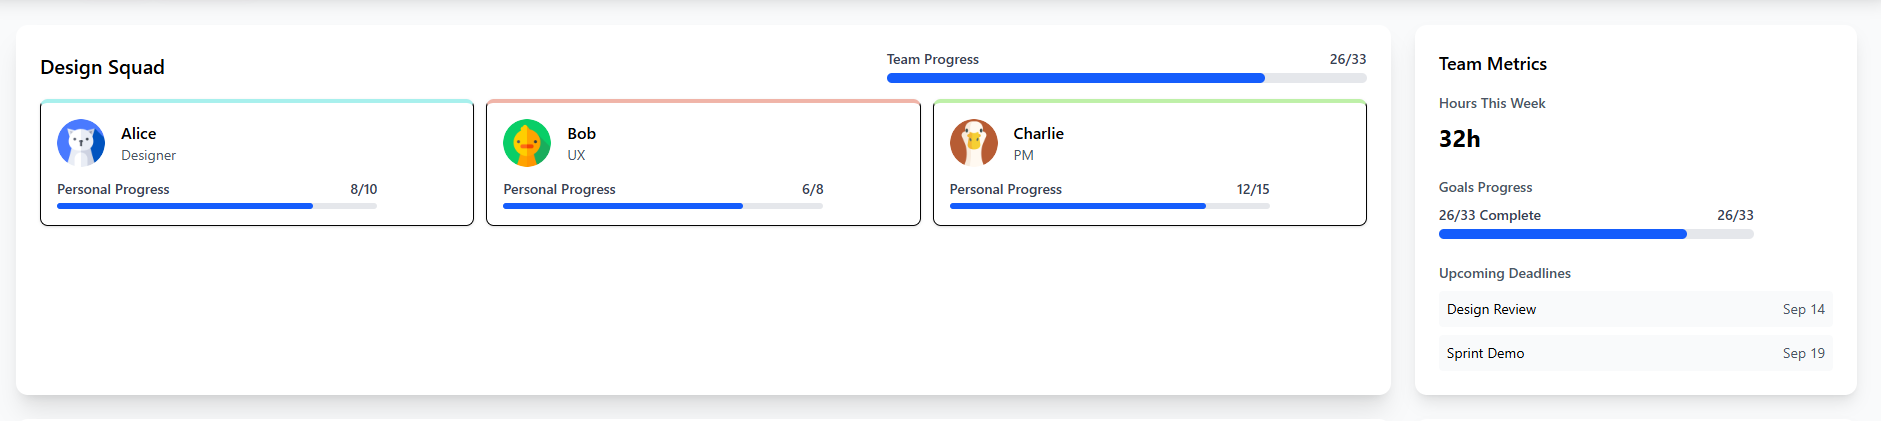 Design Squad
Team Progress 26/33
Alice
Designer
Personal Progress 8/10
Bob
UX
Personal Progress 6/8
Charlie
PM
Personal Progress 12/15
Team Metrics
Hours This Week
32h
Goals Progress
26/33 Complete 26/33
Upcoming Deadlines
Design Review Sep 14
Sprint Demo Sep 19